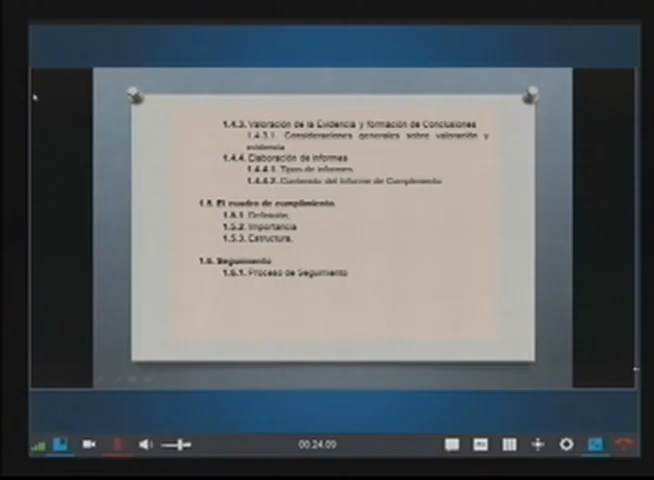 1.4.3. Valoración de la Evidencia y formación de Conclusiones
1.4.3.1. Consideraciones generales sobre valoración y
evidencia
1.4.4. Elaboración de informes
1.4.4.1. Tipos de informes
1.4.4.2. Contenido del Informe de Cumplimiento
1.5. El cuadro de cumplimiento.
1.5.1. Definición,
1.5.2. Importancia
1.5.3. Estructura.
1.6. Seguimiento
1.6.1. Proceso de Seguimiento
00.24.09